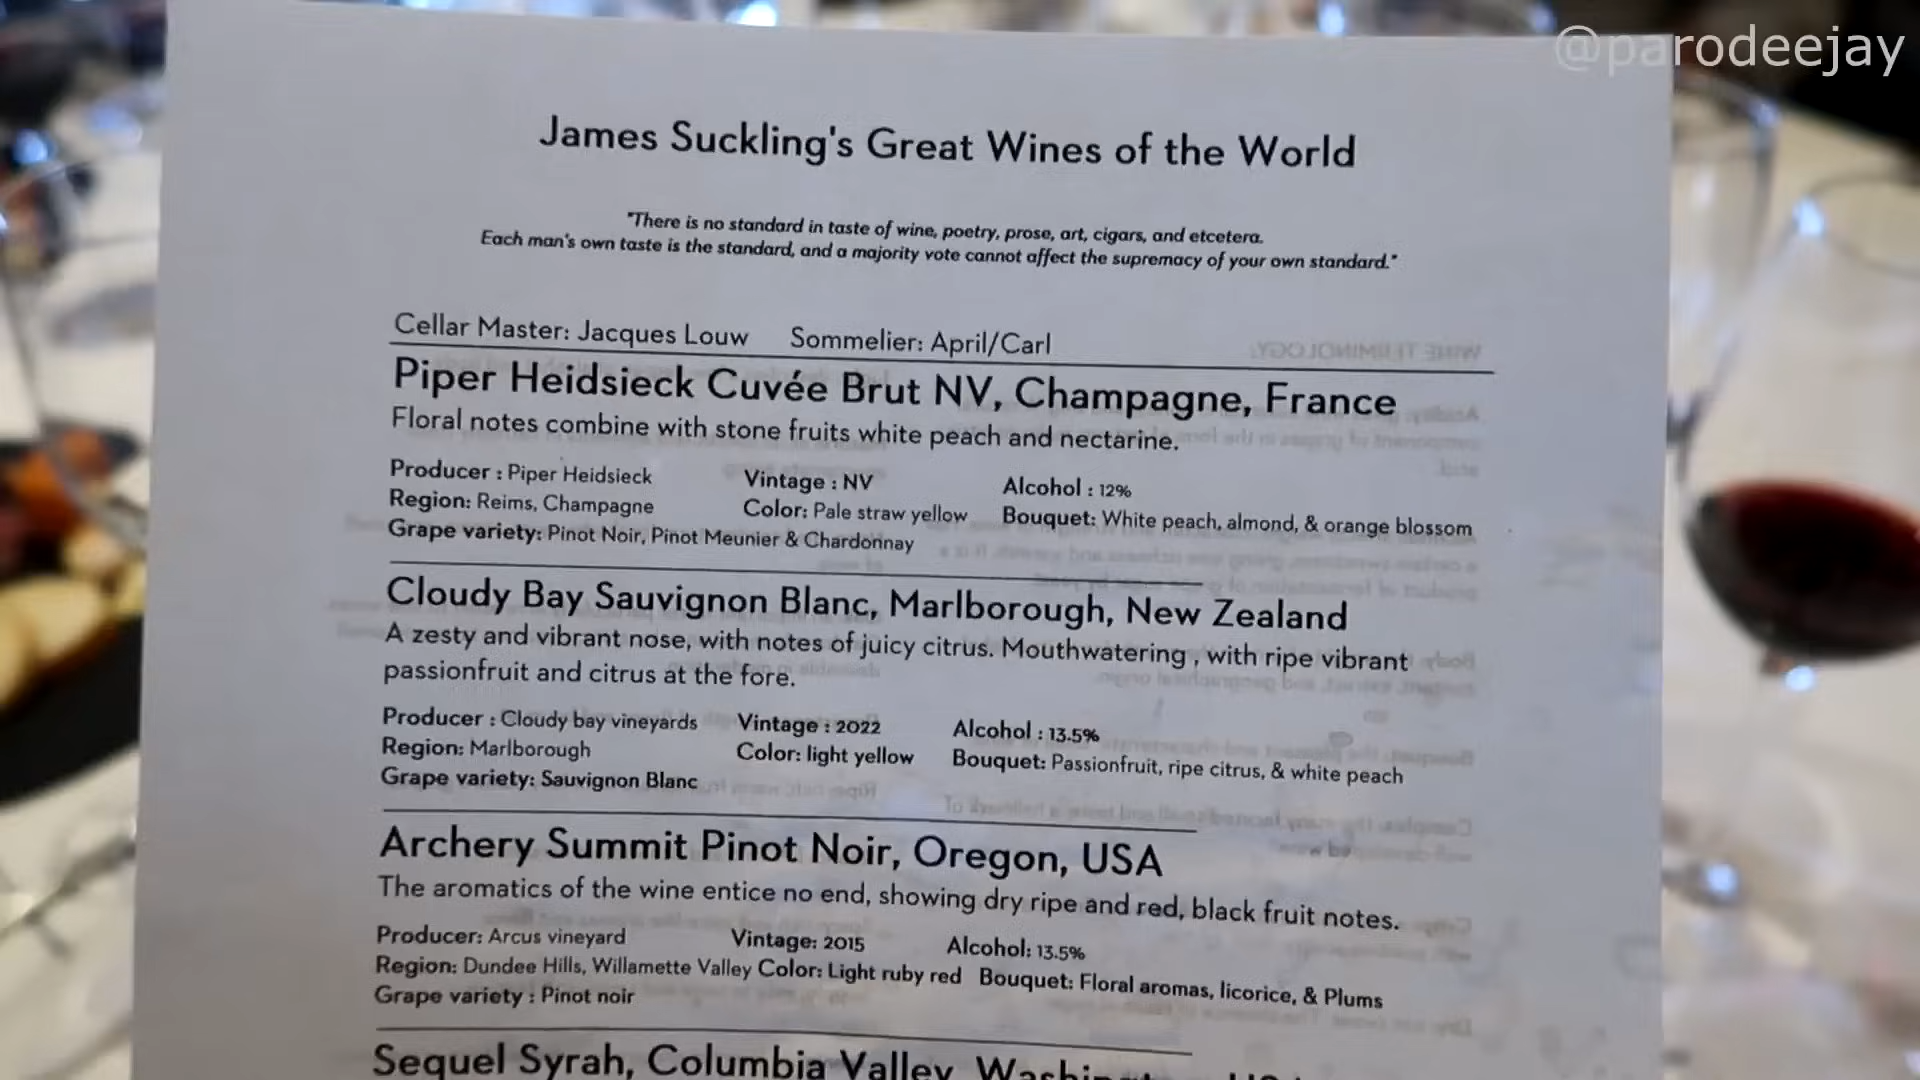 @parodeejay
James Suckling's Great Wines of the World
"There is no standard in taste of wine, poetry, prose, art, cigars, and etcetera.
Each man's own taste is the standard, and a majority vote cannot affect the supremacy of your own standard."
Cellar Master: Jacques Louw Sommelier: April/Carl
Piper Heidsieck Cuvée Brut NV, Champagne, France
Floral notes combine with stone fruits white peach and nectarine.
Producer : Piper Heidsieck Vintage : NV Alcohol : 12%
Region: Reims, Champagne Color: Pale straw yellow Bouquet: White peach, almond, & orange blossom
Grape variety: Pinot Noir, Pinot Meunier & Chardonnay
Cloudy Bay Sauvignon Blanc, Marlborough, New Zealand
A zesty and vibrant nose, with notes of juicy citrus. Mouthwatering , with ripe vibrant
passionfruit and citrus at the fore.
Producer : Cloudy bay vineyards Vintage : 2022 Alcohol : 13.5%
Region: Marlborough Color: light yellow Bouquet: Passionfruit, ripe citrus, & white peach
Grape variety: Sauvignon Blanc
Archery Summit Pinot Noir, Oregon, USA
The aromatics of the wine entice no end, showing dry ripe and red, black fruit notes.
Producer: Arcus vineyard Vintage: 2015 Alcohol: 13.5%
Region: Dundee Hills, Willamette Valley Color: Light ruby red Bouquet: Floral aromas, licorice, & Plums
Grape variety : Pinot noir
Sequel Syrah, Columbia Valley,